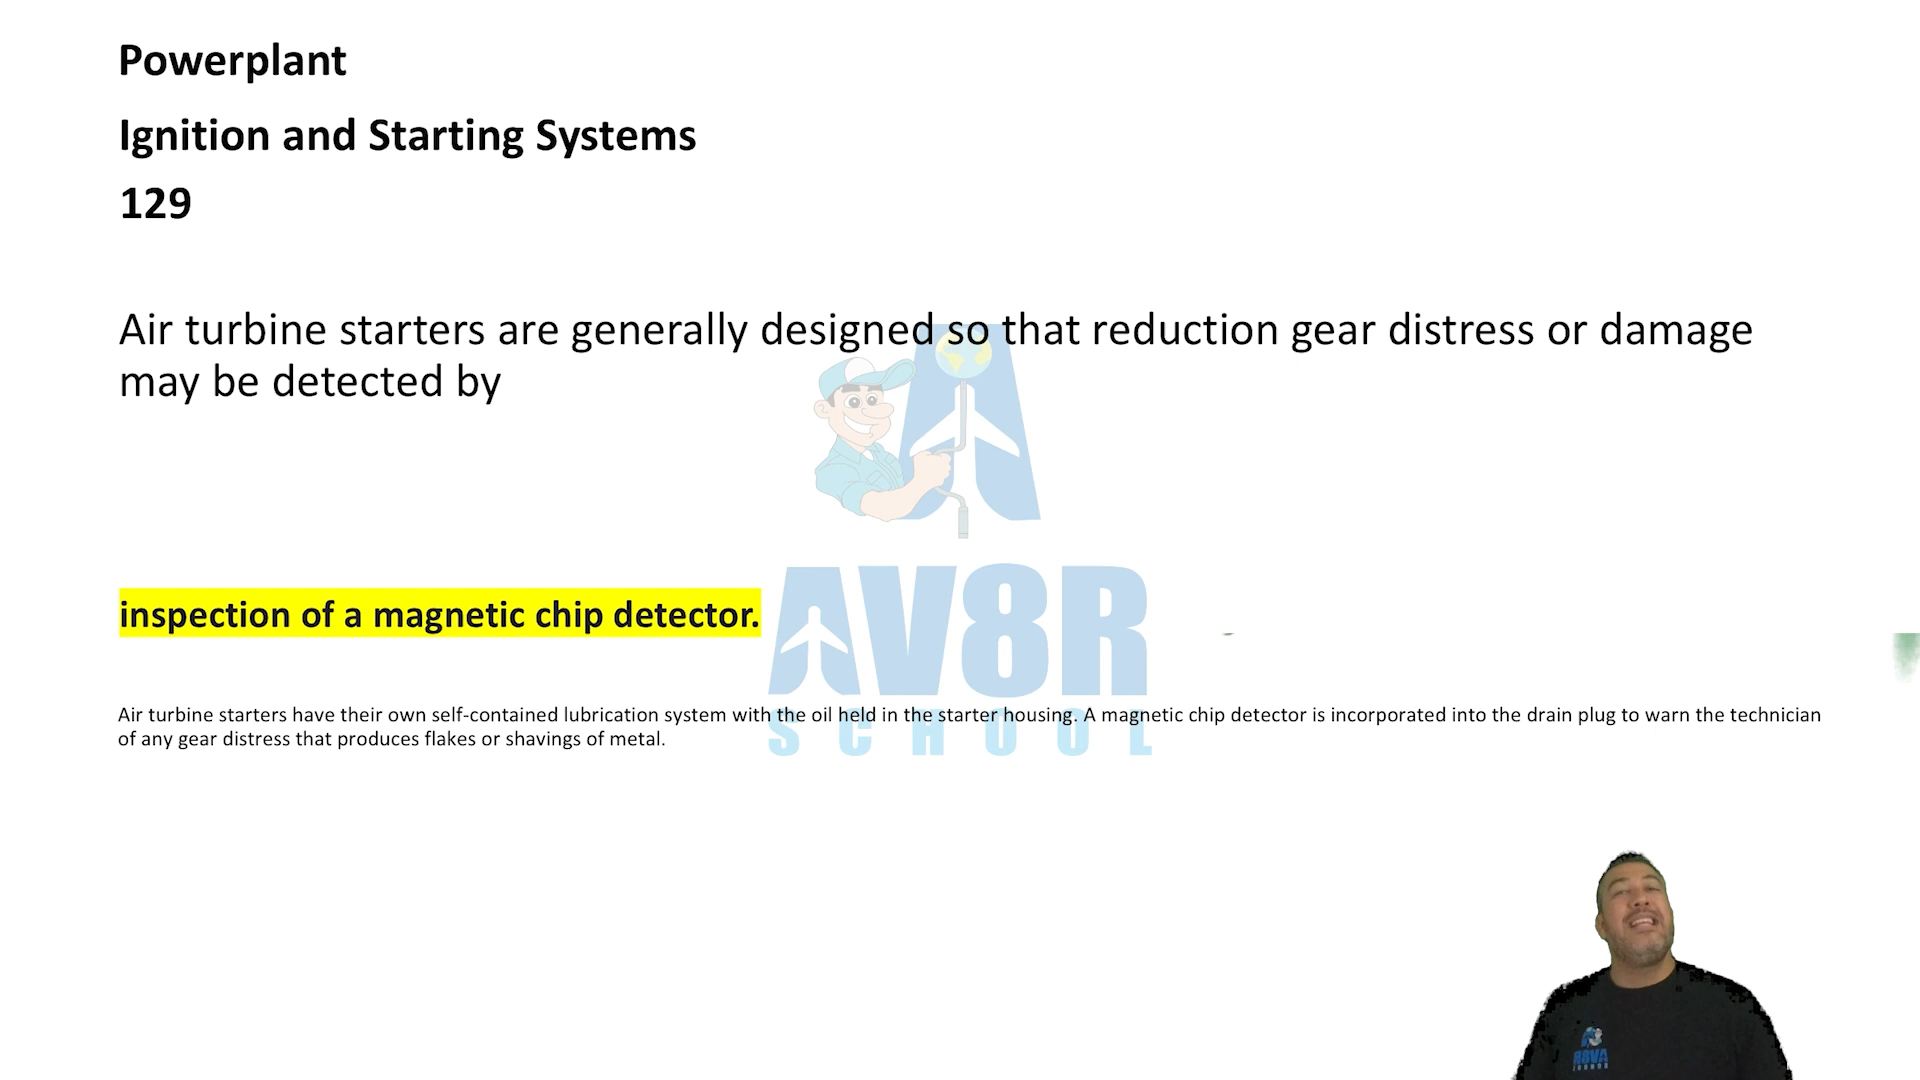 Powerplant
Ignition and Starting Systems
129
Air turbine starters are generally designed so that reduction gear distress or damage
may be detected by
inspection of a magnetic chip detector.
AV8R
SCHOOL
Air turbine starters have their own self-contained lubrication system with the oil held in the starter housing. A magnetic chip detector is incorporated into the drain plug to warn the technician
of any gear distress that produces flakes or shavings of metal.